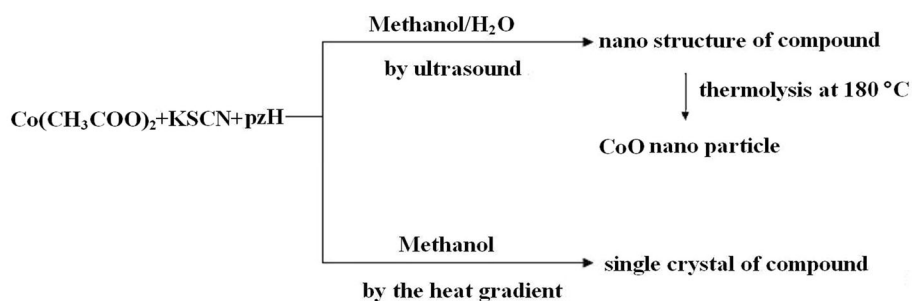 Methanol/H₂O
by ultrasound
nano structure of compound
thermolysis at 180 °C
Co(CH₃COO)₂+KSCN+pzH
CoO nano particle
Methanol
by the heat gradient
single crystal of compound